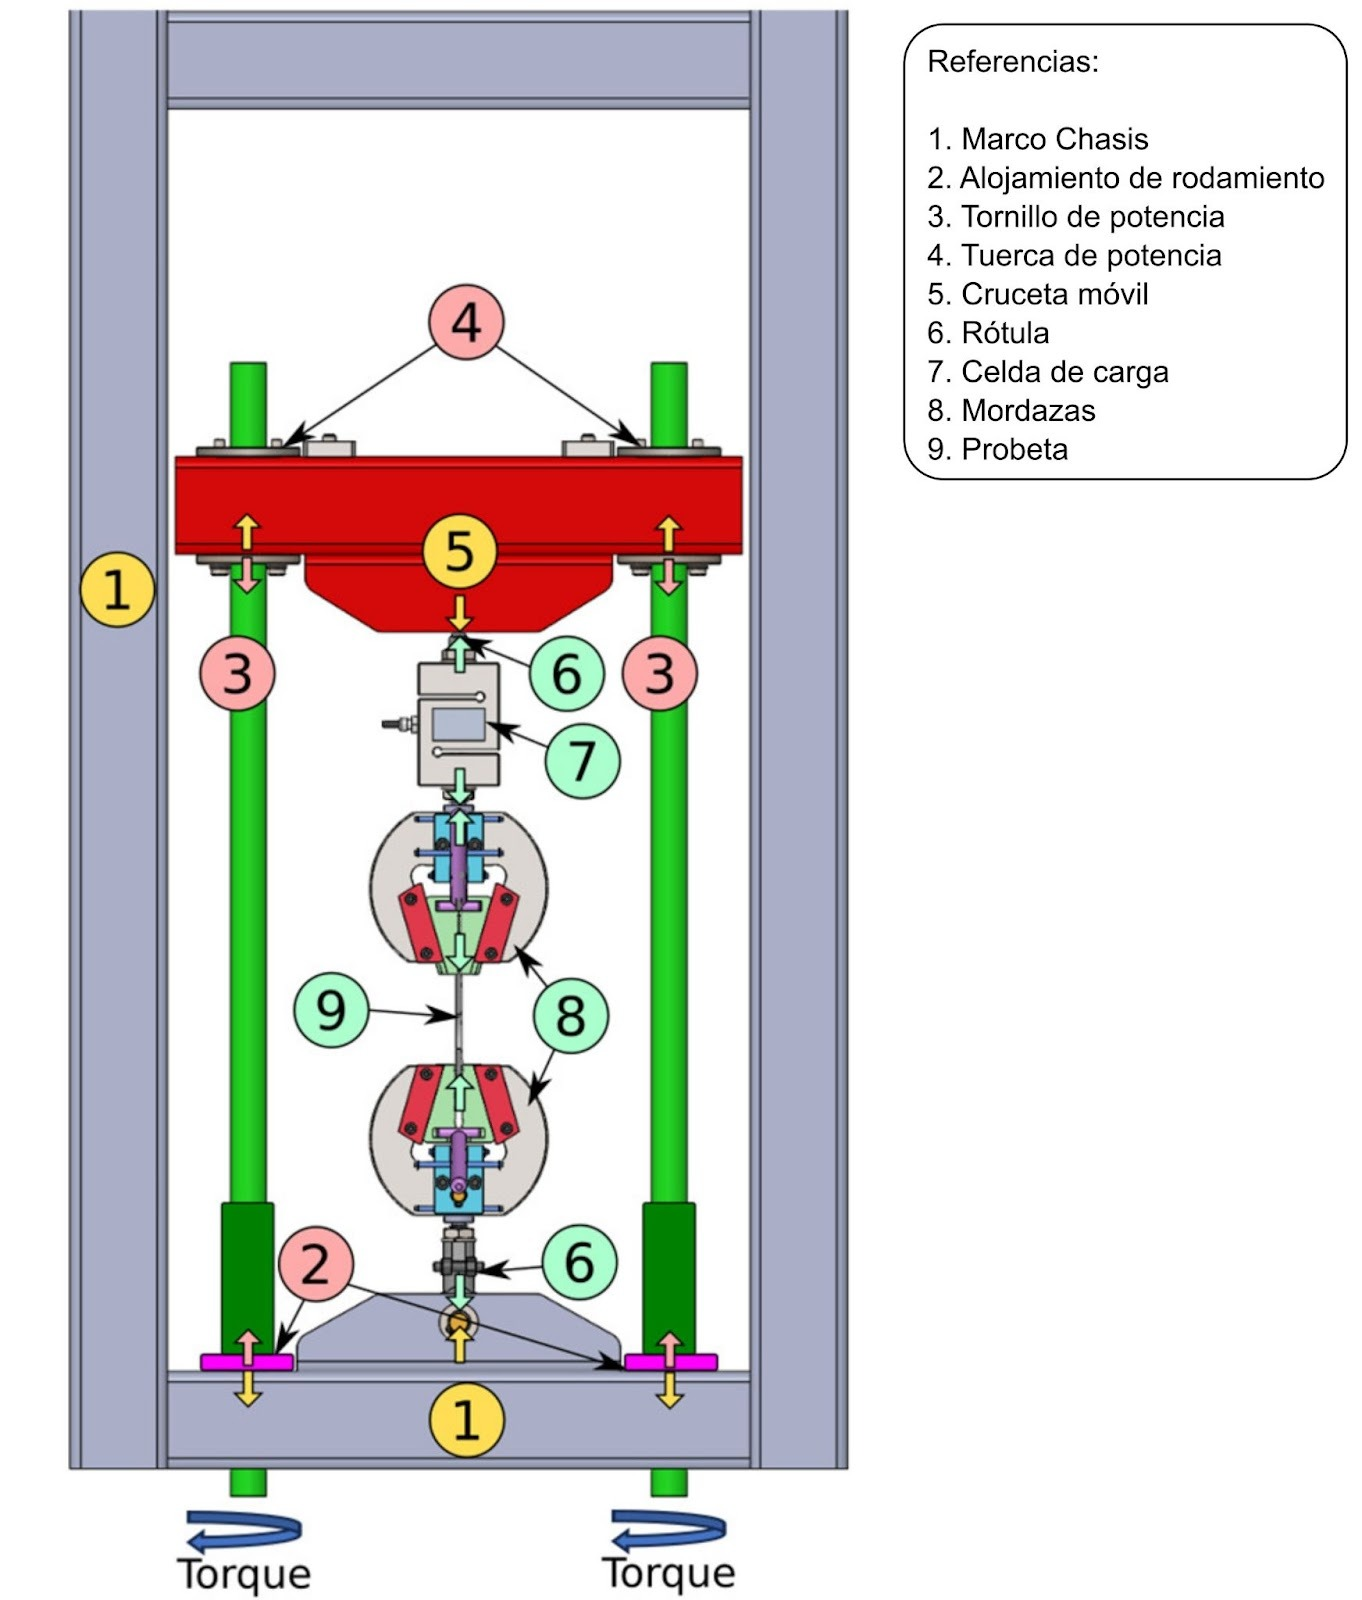 Referencias:
1. Marco Chasis
2. Alojamiento de rodamiento
3. Tornillo de potencia
4. Tuerca de potencia
5. Cruceta móvil
6. Rótula
7. Celda de carga
8. Mordazas
9. Probeta
4
5
1
3
6
3
7
9
8
2
6
1
Torque
Torque